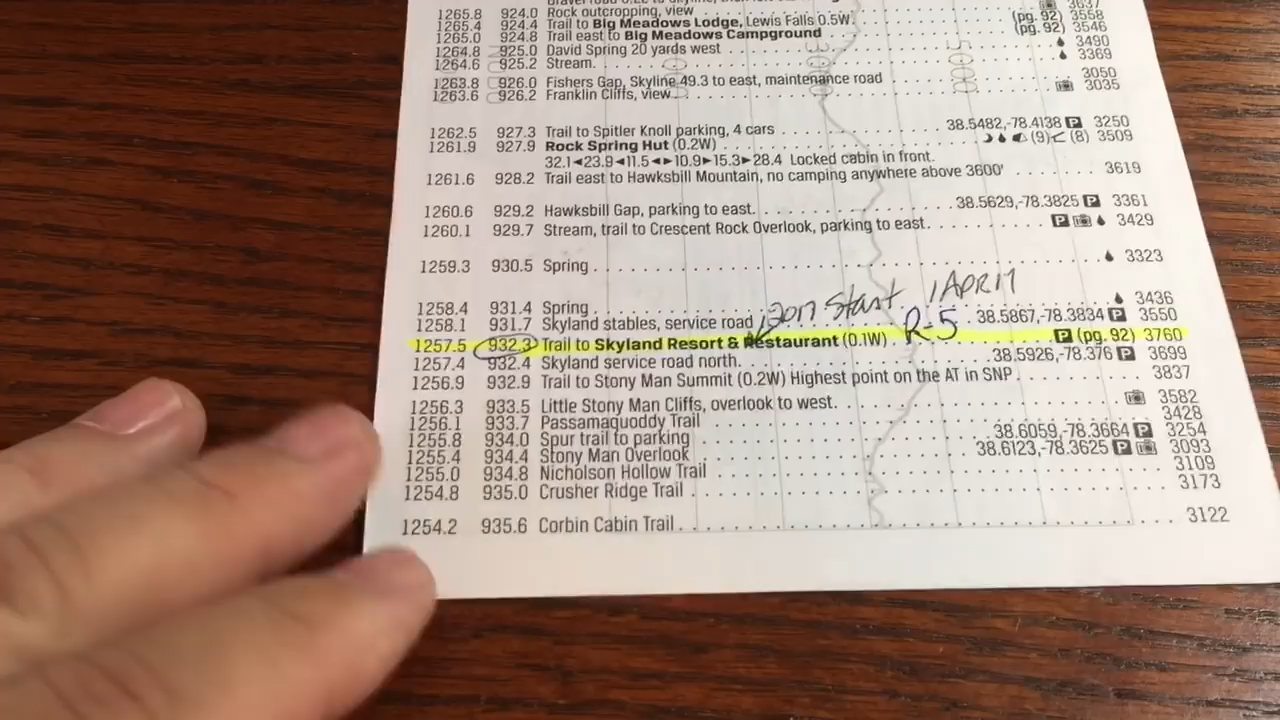 1265.8 924.0 Rock outcropping, view
1265.4 924.4 Trail to Big Meadows Lodge, Lewis Falls 0.5W (pg. 92) 3558
1265.0 924.8 Trail east to Big Meadows Campground (pg. 92) 3546
1264.8 925.0 David Spring 20 yards west 3490
1264.6 925.2 Stream 3369
1263.8 926.0 Fishers Gap, Skyline 49.3 to east, maintenance road 3050
1263.6 926.2 Franklin Cliffs, view 3035
1262.5 927.3 Trail to Spitler Knoll parking, 4 cars 38.5482,-78.4138 P 3250
1261.9 927.9 Rock Spring Hut (0.2W) (9) (8) 3509
32.1◄23.9◄11.5◄►10.9►15.3►28.4 Locked cabin in front.
1261.6 928.2 Trail east to Hawksbill Mountain, no camping anywhere above 3600' 3619
1260.6 929.2 Hawksbill Gap, parking to east. 38.5629,-78.3825 P 3361
1260.1 929.7 Stream, trail to Crescent Rock Overlook, parking to east. P 3429
1259.3 930.5 Spring 3323
2017 Start 1 April
1258.4 931.4 Spring 3436
1258.1 931.7 Skyland stables, service road 38.5867,-78.3834 P 3550
1257.5 932.3 Trail to Skyland Resort & Restaurant (0.1W) R-5 P (pg. 92) 3760
1257.4 932.4 Skyland service road north. 38.5926,-78.376 P 3699
1256.9 932.9 Trail to Stony Man Summit (0.2W) Highest point on the AT in SNP 3837
1256.3 933.5 Little Stony Man Cliffs, overlook to west. 3582
1256.1 933.7 Passamaquoddy Trail 3428
1255.8 934.0 Spur trail to parking 38.6059,-78.3664 P 3254
1255.4 934.4 Stony Man Overlook 38.6123,-78.3625 P 3093
1255.0 934.8 Nicholson Hollow Trail 3109
1254.8 935.0 Crusher Ridge Trail 3173
1254.2 935.6 Corbin Cabin Trail 3122